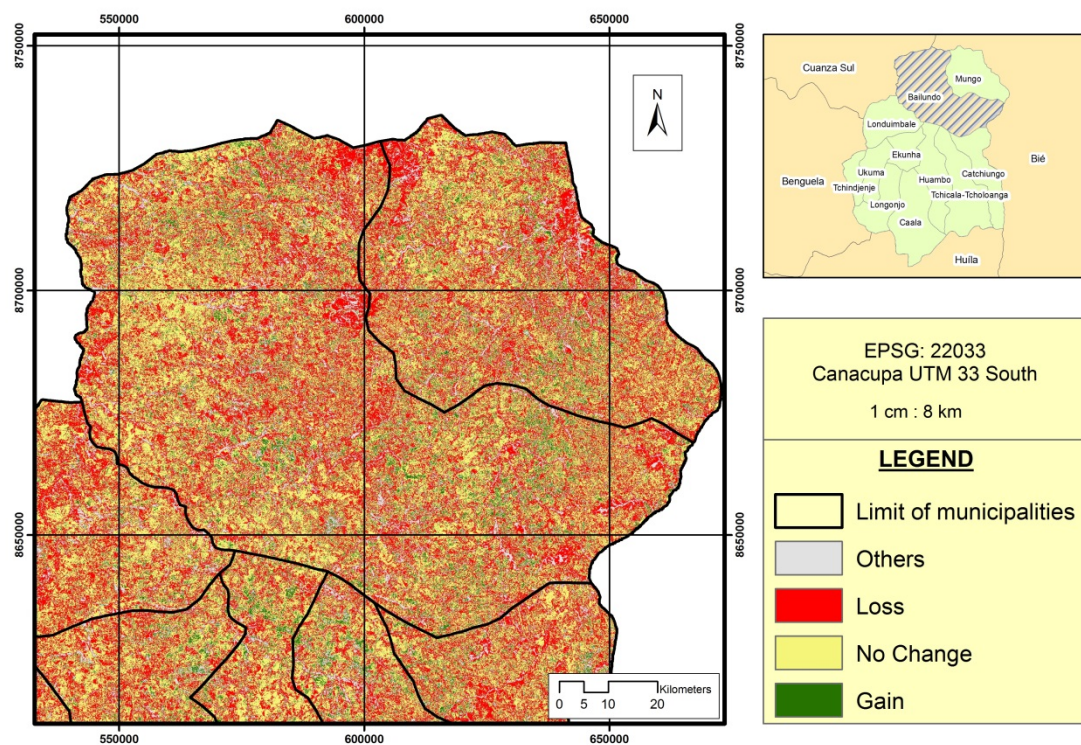 550000
600000
650000
8750000
8750000
N
8700000
8700000
8650000
8650000
0
5
10
20
Kilometers
550000
600000
650000
Cuanza Sul
Mungo
Bailundo
Londuimbale
Ekunha
Bié
Ukuma
Catchiungo
Benguela
Huambo
Tchindjenje
Tchicala-Tcholoanga
Longonjo
Caala
Huíla
EPSG: 22033
Canacupa UTM 33 South
1 cm : 8 km
LEGEND
Limit of municipalities
Others
Loss
No Change
Gain